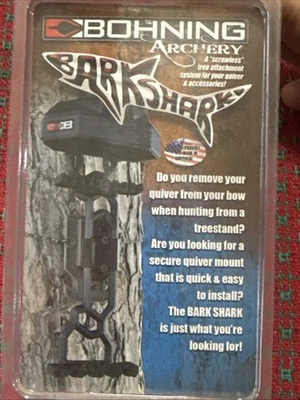 BOHNING
ARCHERY
A "screwless"
tree attachment
system for your quiver
& accessories!
BARK SHARK
Do you remove your
quiver from your bow
when hunting from a
treestand?
Are you looking for a
secure quiver mount
that is quick & easy
to install?
The BARK SHARK
is just what you're
looking for!